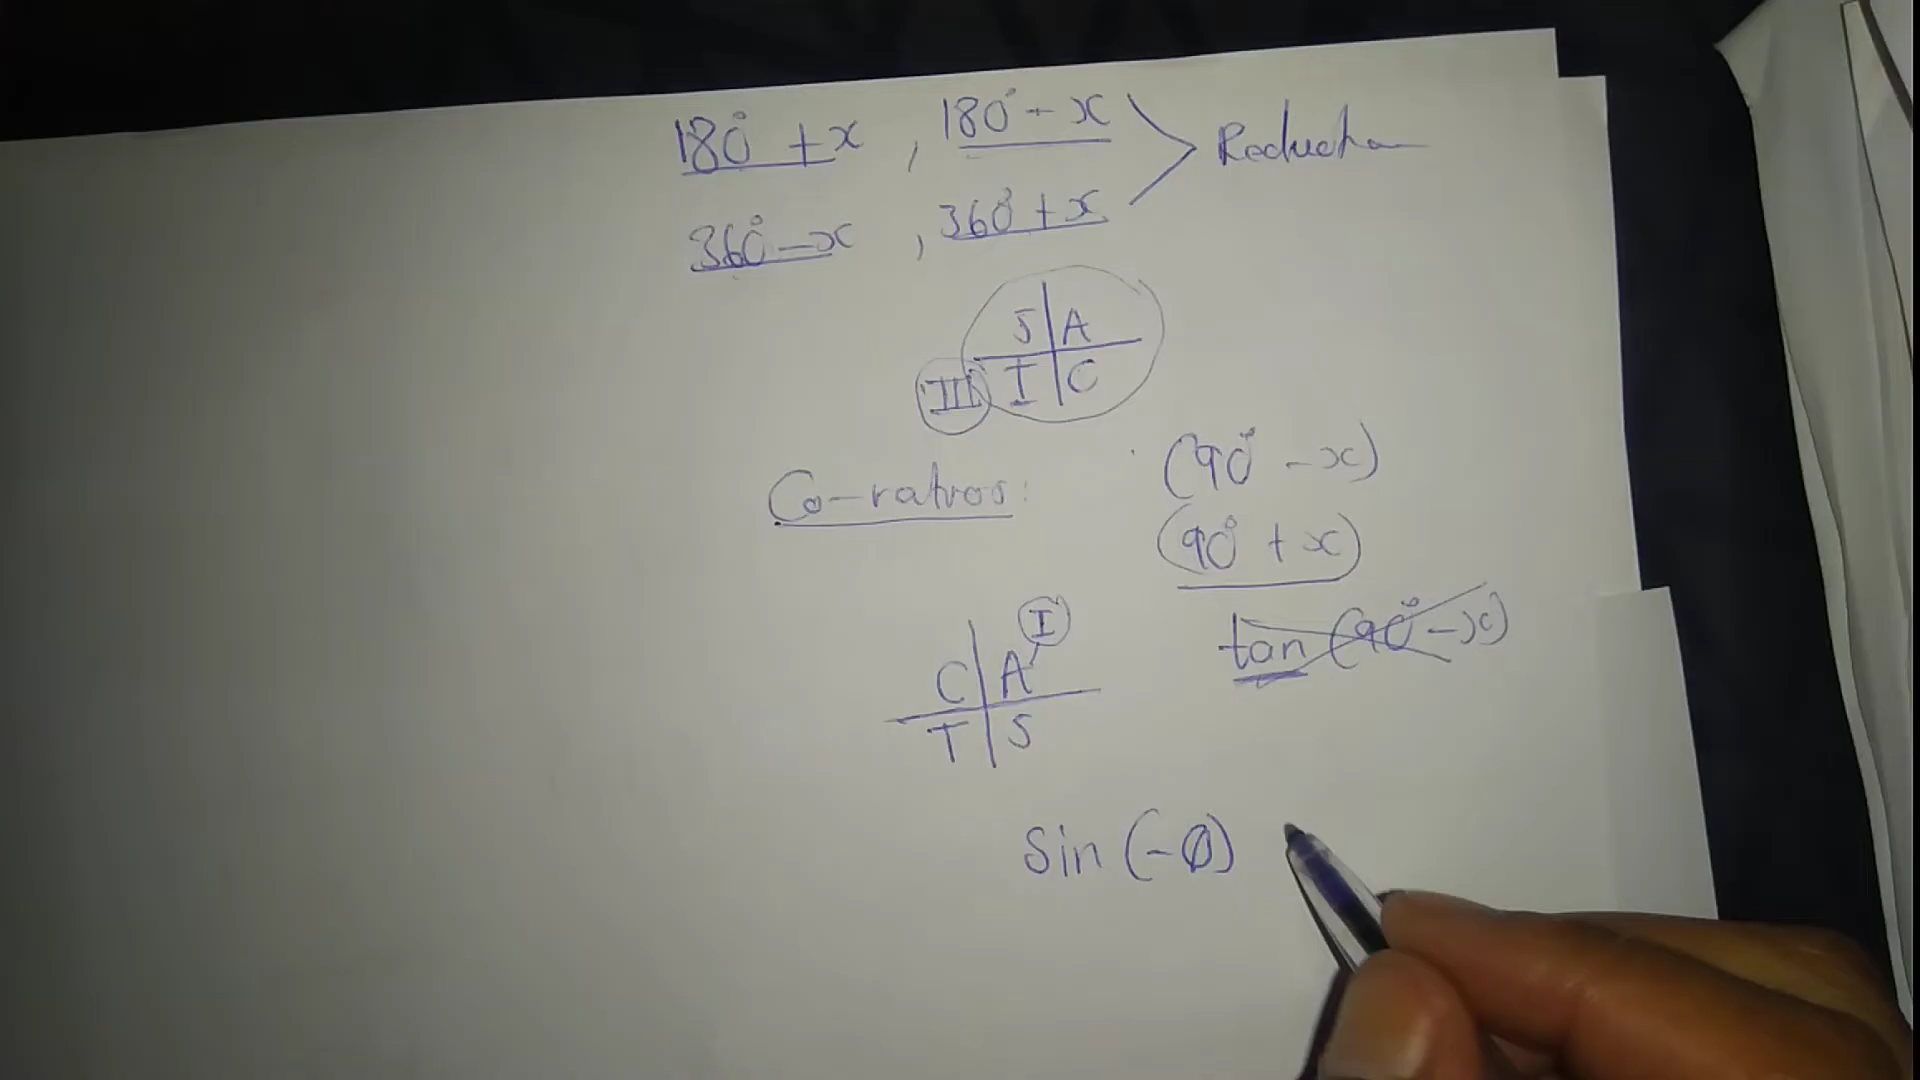 180° + x , 180° - x Reduction
360° - x , 360° + x
S A
III T C
Co-ratios: (90° - x)
(90° + x)
I
tan (90° - x)
C A
T S
Sin (-θ)